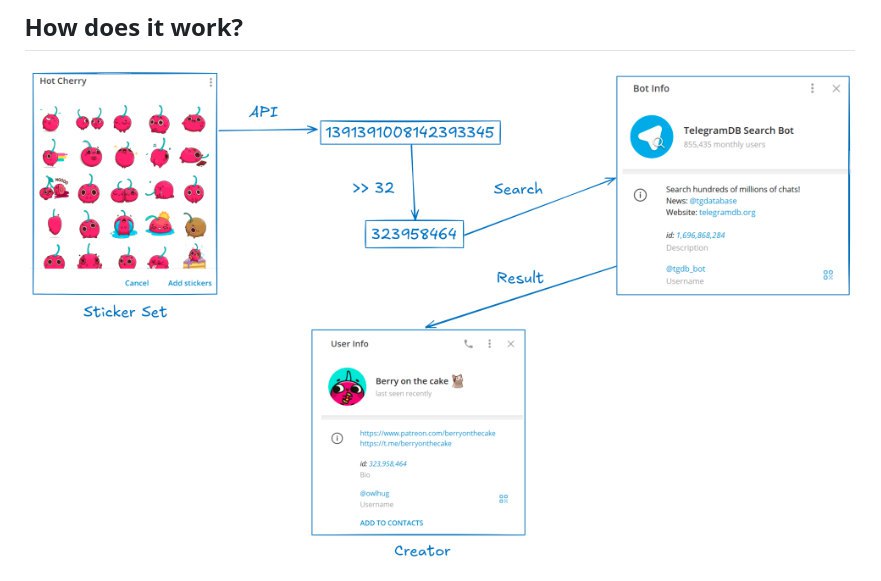 How does it work?
Hot Cherry
API
1391391008142393345
>> 32
323958464
Search
Cancel
Add stickers
Sticker Set
Bot Info
TelegramDB Search Bot
855,435 monthly users
Search hundreds of millions of chats!
News: @tgdatabase
Website: telegramdb.org
id: 1,696,868,284
Description
@tgdb_bot
Username
Result
User Info
Berry on the cake
last seen recently
https://www.patreon.com/berryonthecake
https://t.me/berryonthecake
id: 323,958,464
Bio
@owlhug
Username
ADD TO CONTACTS
Creator